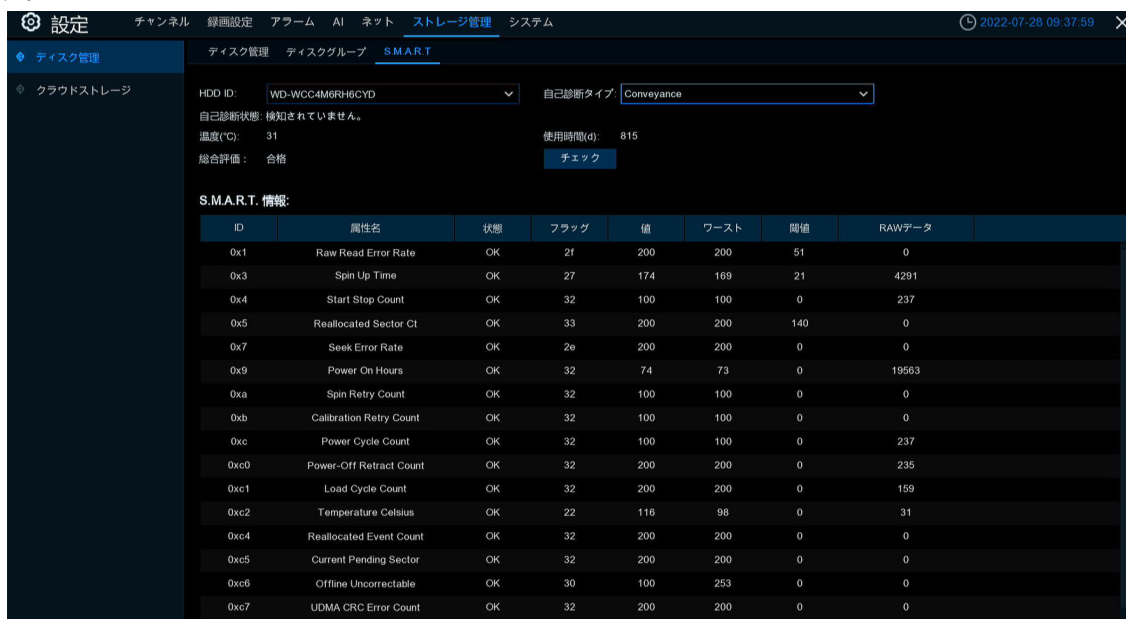 設定 チャンネル 録画設定 アラーム AI ネット ストレージ管理 システム 2022-07-28 09:37:59
ディスク管理 ディスク管理 ディスクグループ S.M.A.R.T
クラウドストレージ
HDD ID: WD-WCC4M6RH6CYD 自己診断タイプ: Conveyance
自己診断状態: 検知されていません。
温度(℃): 31 使用時間(d): 815
総合評価： 合格 チェック
S.M.A.R.T. 情報:
ID 属性名 状態 フラッグ 値 ワースト 閾値 RAWデータ
0x1 Raw Read Error Rate OK 2f 200 200 51 0
0x3 Spin Up Time OK 27 174 169 21 4291
0x4 Start Stop Count OK 32 100 100 0 237
0x5 Reallocated Sector Ct OK 33 200 200 140 0
0x7 Seek Error Rate OK 2e 200 200 0 0
0x9 Power On Hours OK 32 74 73 0 19563
0xa Spin Retry Count OK 32 100 100 0 0
0xb Calibration Retry Count OK 32 100 100 0 0
0xc Power Cycle Count OK 32 100 100 0 237
0xc0 Power-Off Retract Count OK 32 200 200 0 235
0xc1 Load Cycle Count OK 32 200 200 0 159
0xc2 Temperature Celsius OK 22 116 98 0 31
0xc4 Reallocated Event Count OK 32 200 200 0 0
0xc5 Current Pending Sector OK 32 200 200 0 0
0xc6 Offline Uncorrectable OK 30 100 253 0 0
0xc7 UDMA CRC Error Count OK 32 200 200 0 0